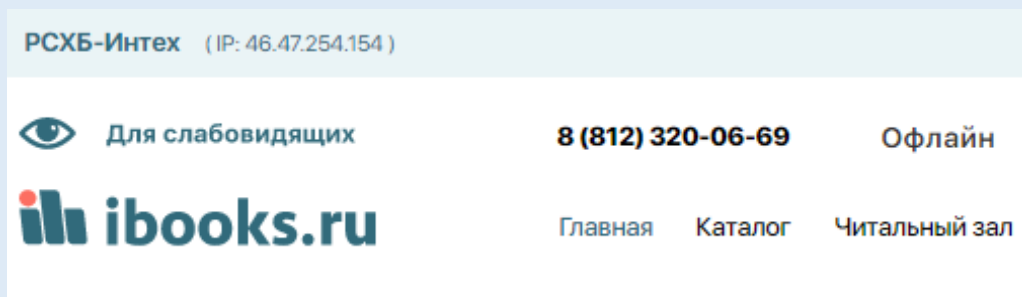 РСХБ-Интех ( IP: 46.47.254.154 )
Для слабовидящих 8 (812) 320-06-69 Офлайн
ibooks.ru Главная Каталог Читальный зал